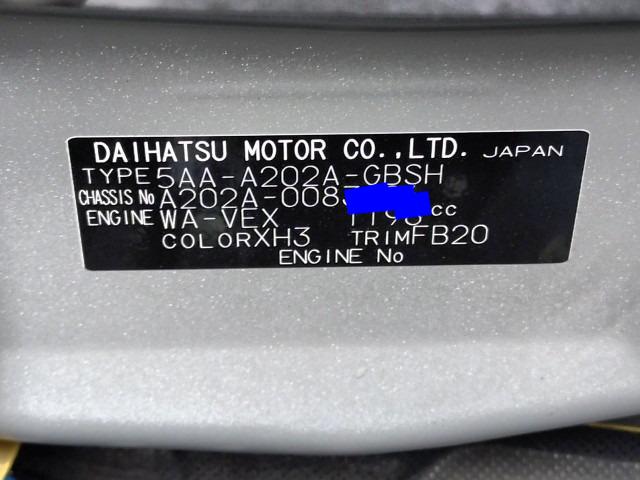 DAIHATSU MOTOR CO.,LTD. JAPAN
TYPE 5AA-A202A-GBSH
CHASSIS No A202A-008
ENGINE WA-VEX 1196 cc
COLOR XH3 TRIM FB20
ENGINE No